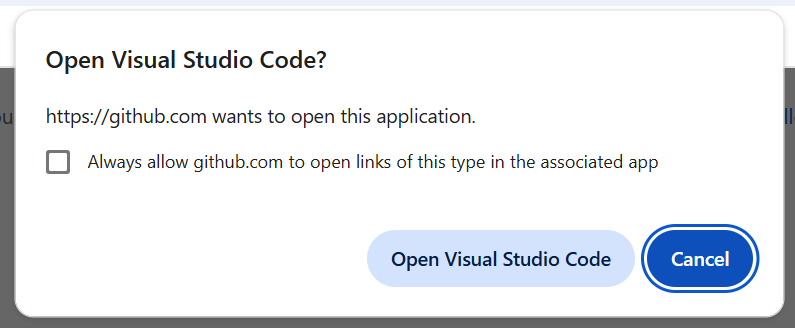 Open Visual Studio Code?
https://github.com wants to open this application.
Always allow github.com to open links of this type in the associated app
Open Visual Studio Code
Cancel